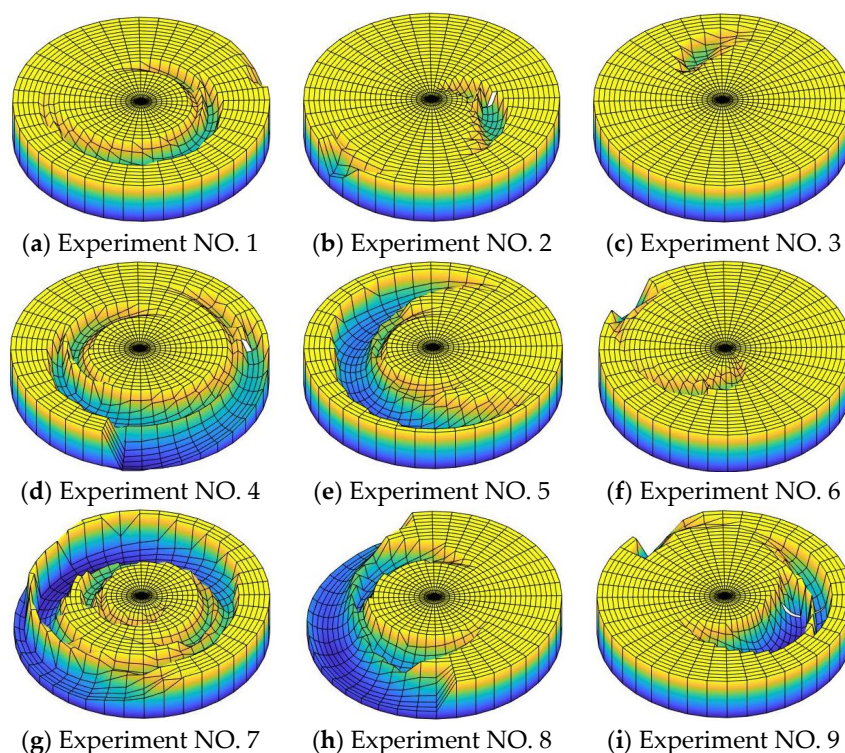 (a) Experiment NO. 1
(b) Experiment NO. 2
(c) Experiment NO. 3
(d) Experiment NO. 4
(e) Experiment NO. 5
(f) Experiment NO. 6
(g) Experiment NO. 7
(h) Experiment NO. 8
(i) Experiment NO. 9